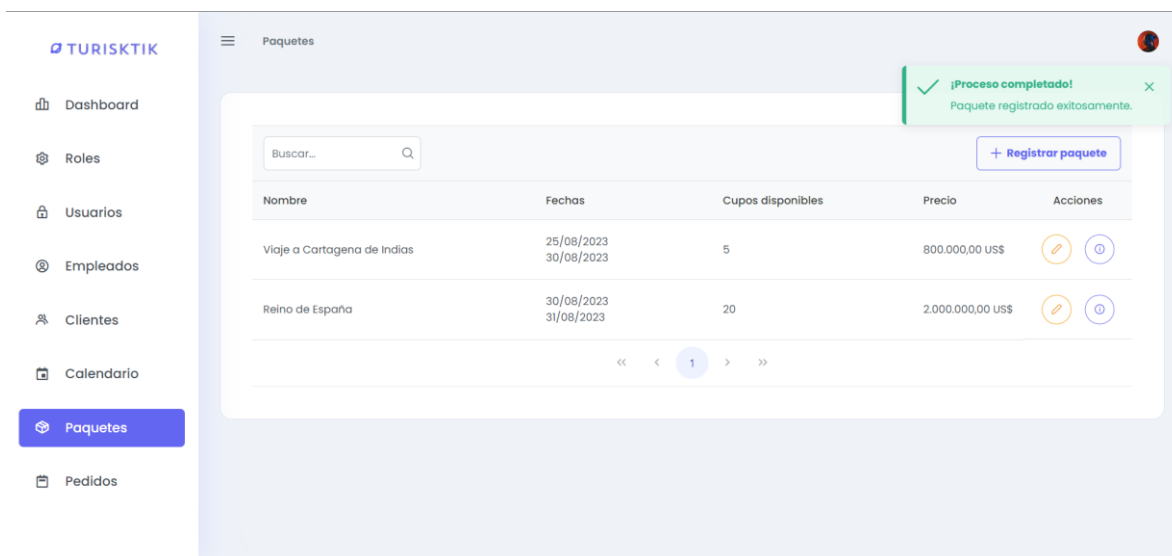 TURISKTIK
Paquetes
¡Proceso completado!
Paquete registrado exitosamente.
Dashboard
Roles
Usuarios
Empleados
Clientes
Calendario
Paquetes
Pedidos
Buscar...
+ Registrar paquete
Nombre Fechas Cupos disponibles Precio Acciones
Viaje a Cartagena de Indias 25/08/2023 5 800.000,00 US$
30/08/2023
Reino de España 30/08/2023 20 2.000.000,00 US$
31/08/2023
<< < 1 > >>